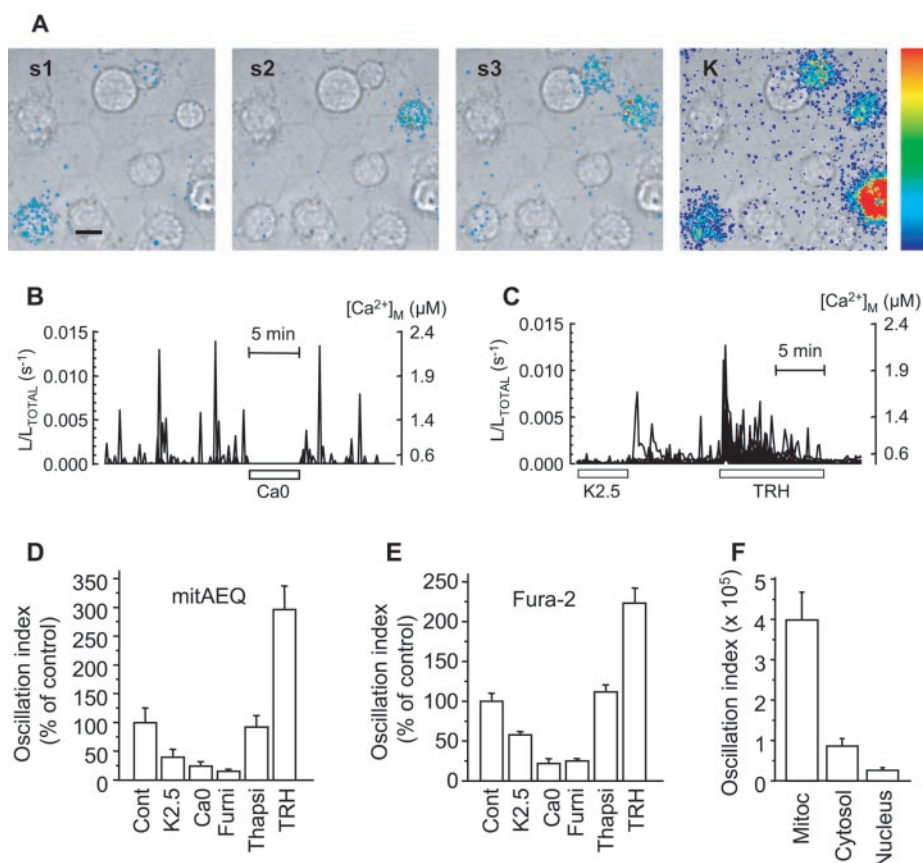 A
s1
s2
s3
K
B
[Ca²⁺]M (µM)
5 min
0.015
0.010
0.005
0.000
L/LTOTAL (s⁻¹)
2.4
1.9
1.4
0.6
Ca0
C
[Ca²⁺]M (µM)
5 min
0.015
0.010
0.005
0.000
L/LTOTAL (s⁻¹)
2.4
1.9
1.4
0.6
K2.5
TRH
D
mitAEQ
Oscillation index
(% of control)
350
300
250
200
150
100
50
0
Cont
K2.5
Ca0
Furni
Thapsi
TRH
E
Fura-2
Oscillation index
(% of control)
250
200
150
100
50
0
Cont
K2.5
Ca0
Furni
Thapsi
TRH
F
Oscillation index (x 10⁵)
5
4
3
2
1
0
Mitoc
Cytosol
Nucleus